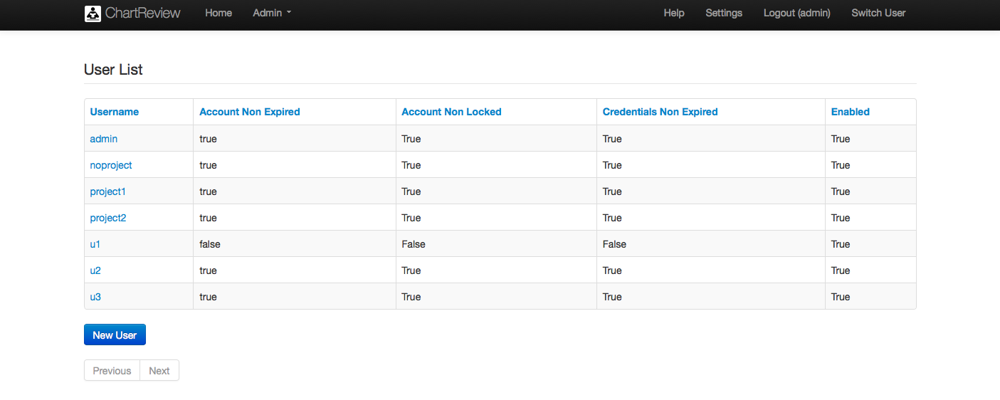 ChartReview Home Admin Help Settings Logout (admin) Switch User
User List
Username Account Non Expired Account Non Locked Credentials Non Expired Enabled
admin true True True True
noproject true True True True
project1 true True True True
project2 true True True True
u1 false False False True
u2 true True True True
u3 true True True True
New User
Previous Next